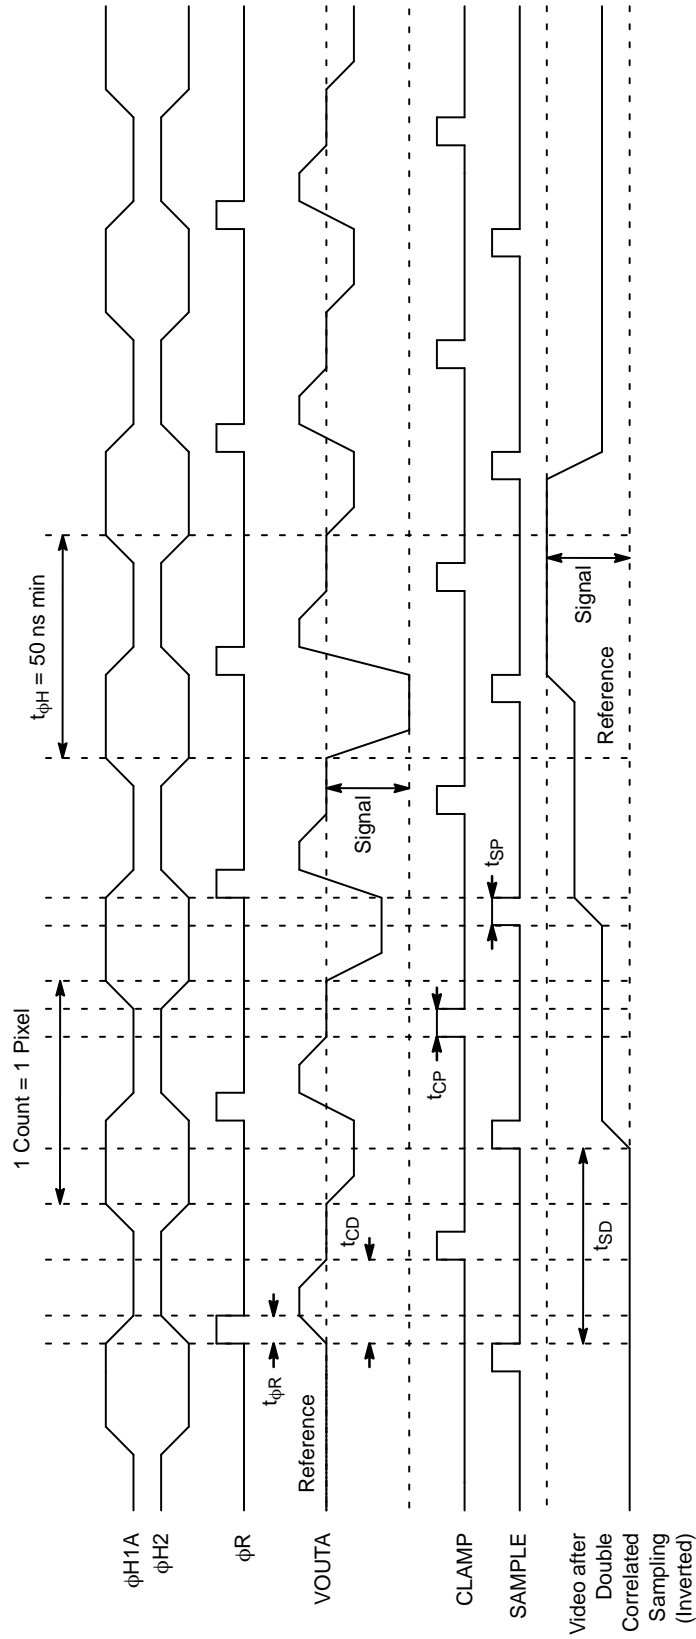 1 Count = 1 Pixel
tφH = 50 ns min
φH1A
φH2
φR
tφR
VOUTA
Reference
tCD
Signal
CLAMP
tCP
SAMPLE
tSP
Video after
Double
Correlated
Sampling
(Inverted)
tSD
Reference
Signal